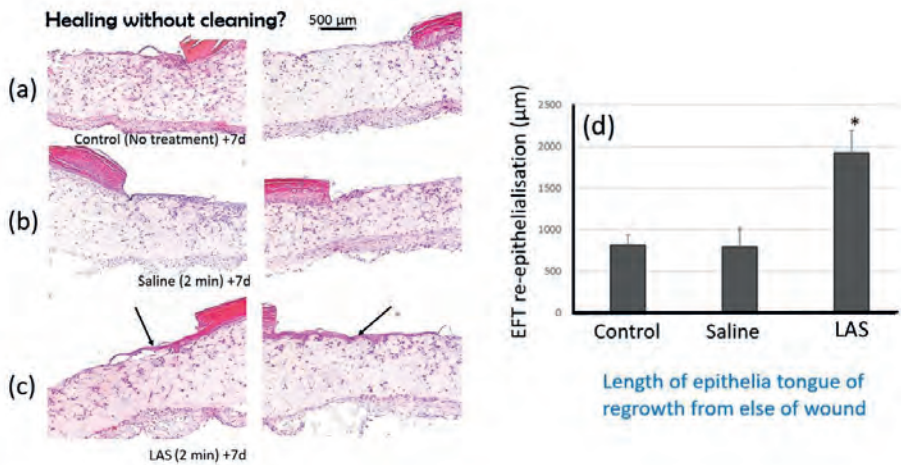 Healing without cleaning?
500 µm
(a)
Control (No treatment) +7d
(b)
Saline (2 min) +7d
(c)
LAS (2 min) +7d
(d)
EFT re-epithelialisation (µm)
2500
2000
1500
1000
500
0
*
Control Saline LAS
Length of epithelia tongue of
regrowth from else of wound